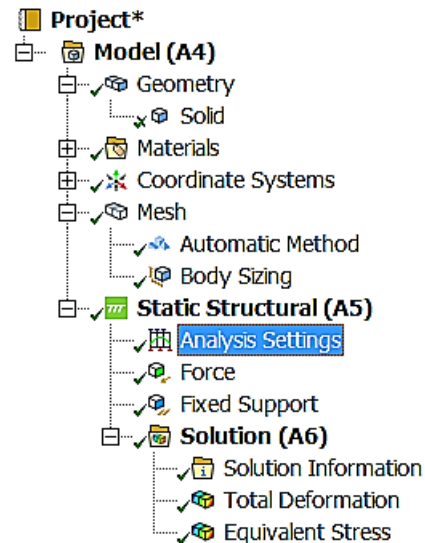 Project*
Model (A4)
Geometry
Solid
Materials
Coordinate Systems
Mesh
Automatic Method
Body Sizing
Static Structural (A5)
Analysis Settings
Force
Fixed Support
Solution (A6)
Solution Information
Total Deformation
Equivalent Stress